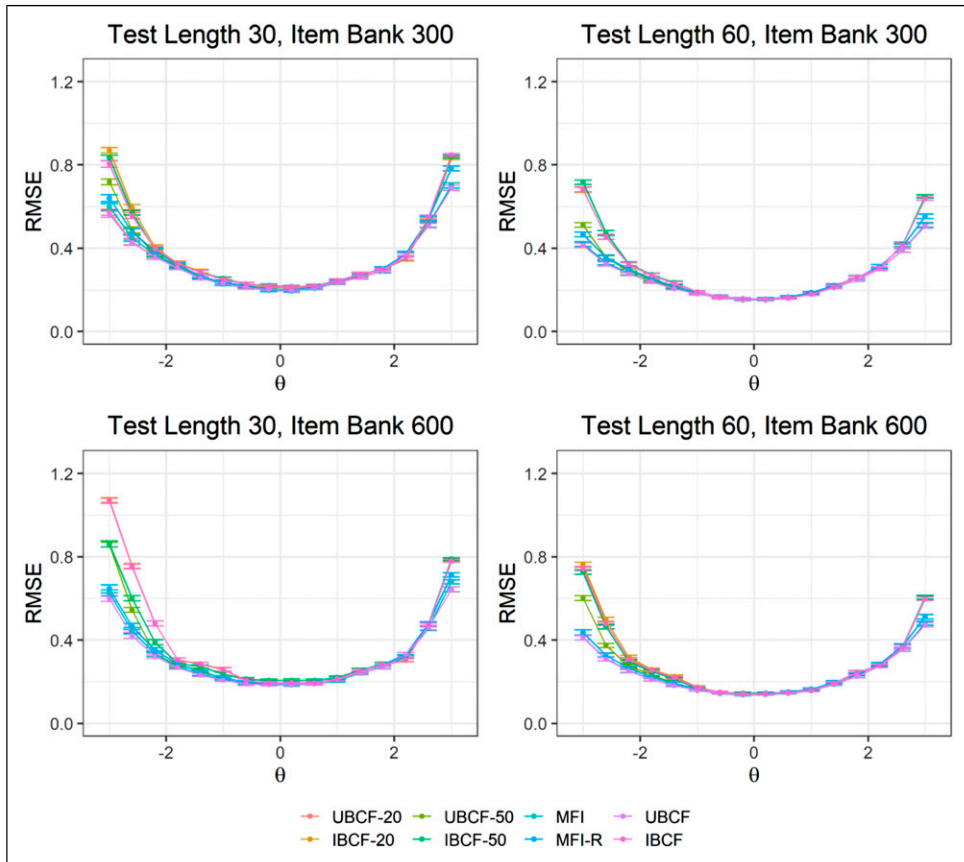 Test Length 30, Item Bank 300
Test Length 60, Item Bank 300
RMSE
1.2
0.8
0.4
0.0
-2
0
2
θ
RMSE
1.2
0.8
0.4
0.0
-2
0
2
θ
Test Length 30, Item Bank 600
Test Length 60, Item Bank 600
RMSE
1.2
0.8
0.4
0.0
-2
0
2
θ
RMSE
1.2
0.8
0.4
0.0
-2
0
2
θ
UBCF-20
UBCF-50
MFI
UBCF
IBCF-20
IBCF-50
MFI-R
IBCF